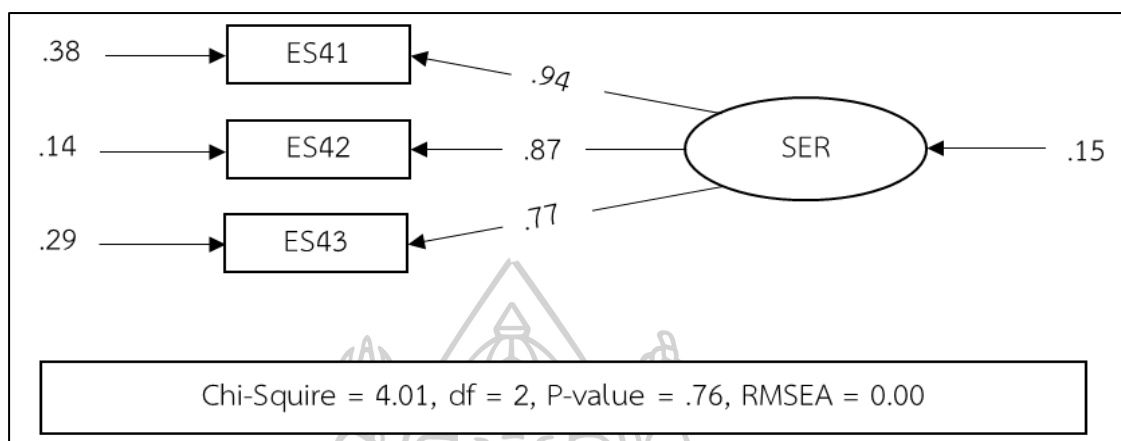 .38 ES41 .94
.14 ES42 .87 SER .15
.29 ES43 .77
Chi-Squire = 4.01, df = 2, P-value = .76, RMSEA = 0.00